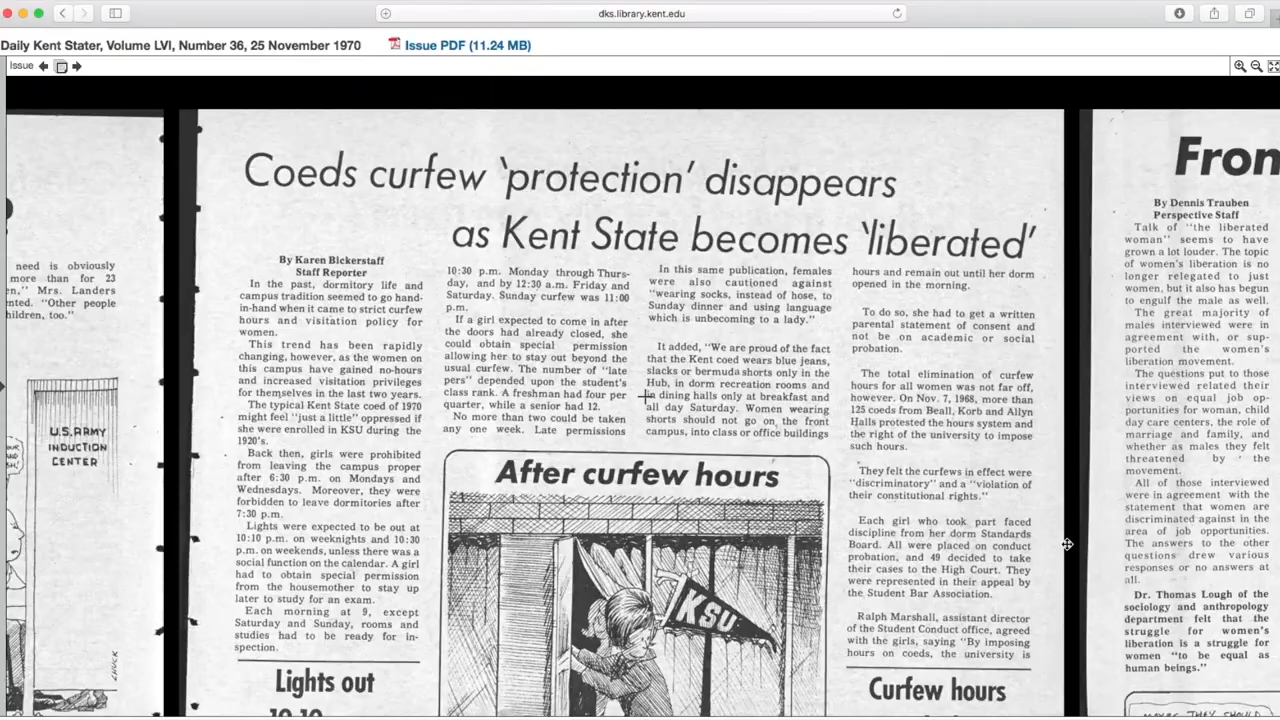 dks.library.kent.edu
Daily Kent Stater, Volume LVI, Number 36, 25 November 1970
Issue PDF (11.24 MB)
Issue
need is obviously
more than for 23
en," Mrs. Landers
nted. "Other people
hildren, too."
U.S. ARMY
INDUCTION
CENTER
CHUCK
Coeds curfew 'protection' disappears
as Kent State becomes 'liberated'
By Karen Bickerstaff
Staff Reporter
In the past, dormitory life and
campus tradition seemed to go hand-
in-hand when it came to strict curfew
hours and visitation policy for
women.
This trend has been rapidly
changing, however, as the women on
this campus have gained no-hours
and increased visitation privileges
for themselves in the last two years.
The typical Kent State coed of 1970
might feel "just a little" oppressed if
she were enrolled in KSU during the
1920's.
Back then, girls were prohibited
from leaving the campus proper
after 6:30 p.m. on Mondays and
Wednesdays. Moreover, they were
forbidden to leave dormitories after
7:30 p.m.
Lights were expected to be out at
10:10 p.m. on weeknights and 10:30
p.m. on weekends, unless there was a
social function on the calendar. A girl
had to obtain special permission
from the housemother to stay up
later to study for an exam.
Each morning at 9, except
Saturday and Sunday, rooms and
studies had to be ready for in-
spection.
Lights out
10:10
10:30 p.m. Monday through Thurs-
day, and by 12:30 a.m. Friday and
Saturday. Sunday curfew was 11:00
p.m.
If a girl expected to come in after
the doors had already closed, she
could obtain special permission
allowing her to stay out beyond the
usual curfew. The number of "late
pers" depended upon the student's
class rank. A freshman had four per
quarter, while a senior had 12.
No more than two could be taken
any one week. Late permissions
In this same publication, females
were also cautioned against
"wearing socks, instead of hose, to
Sunday dinner and using language
which is unbecoming to a lady."
It added, "We are proud of the fact
that the Kent coed wears blue jeans,
slacks or bermuda shorts only in the
Hub, in dorm recreation rooms and
in dining halls only at breakfast and
all day Saturday. Women wearing
shorts should not go on the front
campus, into class or office buildings
After curfew hours
KSU
hours and remain out until her dorm
opened in the morning.
To do so, she had to get a written
parental statement of consent and
not be on academic or social
probation.
The total elimination of curfew
hours for all women was not far off,
however. On Nov. 7, 1968, more than
125 coeds from Beall, Korb and Allyn
Halls protested the hours system and
the right of the university to impose
such hours.
They felt the curfews in effect were
"discriminatory" and a "violation of
their constitutional rights."
Each girl who took part faced
discipline from her dorm Standards
Board. All were placed on conduct
probation, and 49 decided to take
their cases to the High Court. They
were represented in their appeal by
the Student Bar Association.
Ralph Marshall, assistant director
of the Student Conduct office, agreed
with the girls, saying "By imposing
hours on coeds, the university is
Curfew hours
Fron
By Dennis Trauben
Perspective Staff
Talk of "the liberated
woman" seems to have
grown a lot louder. The topic
of women's liberation is no
longer relegated to just
women, but it also has begun
to engulf the male as well.
The great majority of
males interviewed were in
agreement with, or sup-
ported the women's
liberation movement.
The questions put to those
interviewed related their
views on equal job op-
portunities for woman, child
day care centers, the role of
marriage and family, and
whether as males they felt
threatened by the
movement.
All of those interviewed
were in agreement with the
statement that women are
discriminated against in the
area of job opportunities.
The answers to the other
questions drew various
responses or no answers at
all.
Dr. Thomas Lough of the
sociology and anthropology
department felt that the
struggle for women's
liberation is a struggle for
women "to be equal as
human beings."
MAYBE THEY SHOULD